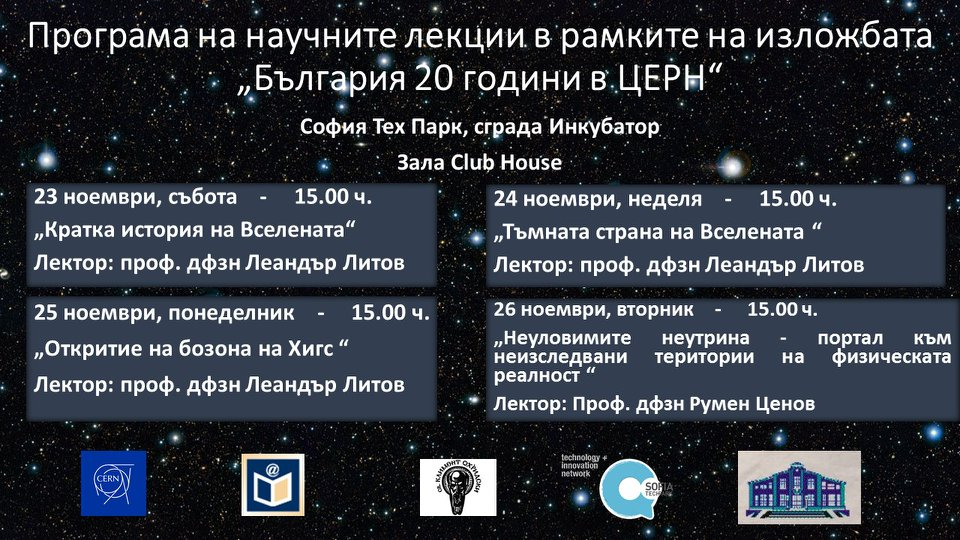 Програма на научните лекции в рамките на изложбата
„България 20 години в ЦЕРН“
София Тех Парк, сграда Инкубатор
Зала Club House
23 ноември, събота - 15.00 ч.
„Кратка история на Вселената“
Лектор: проф. дфзн Леандър Литов
24 ноември, неделя - 15.00 ч.
„Тъмната страна на Вселената “
Лектор: проф. дфзн Леандър Литов
25 ноември, понеделник - 15.00 ч.
„Откритие на бозона на Хигс “
Лектор: проф. дфзн Леандър Литов
26 ноември, вторник - 15.00 ч.
„Неуловимите неутрина - портал към
неизследвани територии на физическата
реалност “
Лектор: Проф. дфзн Румен Ценов
CERN
@
СВ. КЛИМЕНТ ОХРИДСКИ
technology +
innovation
network
SOFIA
TECH